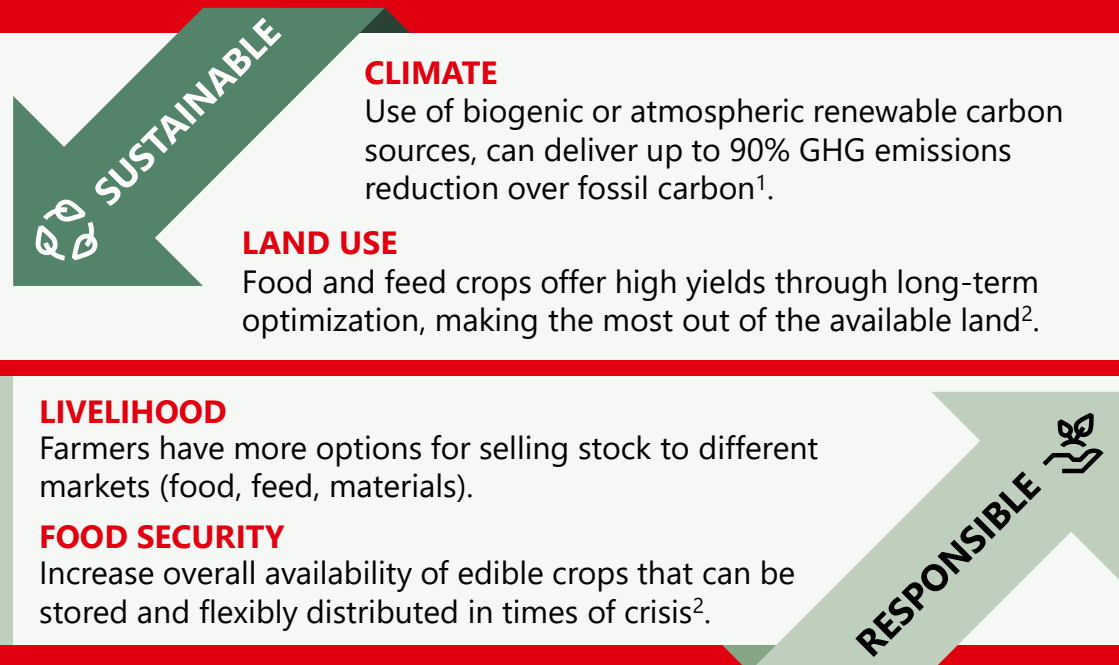 SUSTAINABLE
CLIMATE
Use of biogenic or atmospheric renewable carbon
sources, can deliver up to 90% GHG emissions
reduction over fossil carbon¹.
LAND USE
Food and feed crops offer high yields through long-term
optimization, making the most out of the available land².
LIVELIHOOD
Farmers have more options for selling stock to different
markets (food, feed, materials).
FOOD SECURITY
Increase overall availability of edible crops that can be
stored and flexibly distributed in times of crisis².
RESPONSIBLE